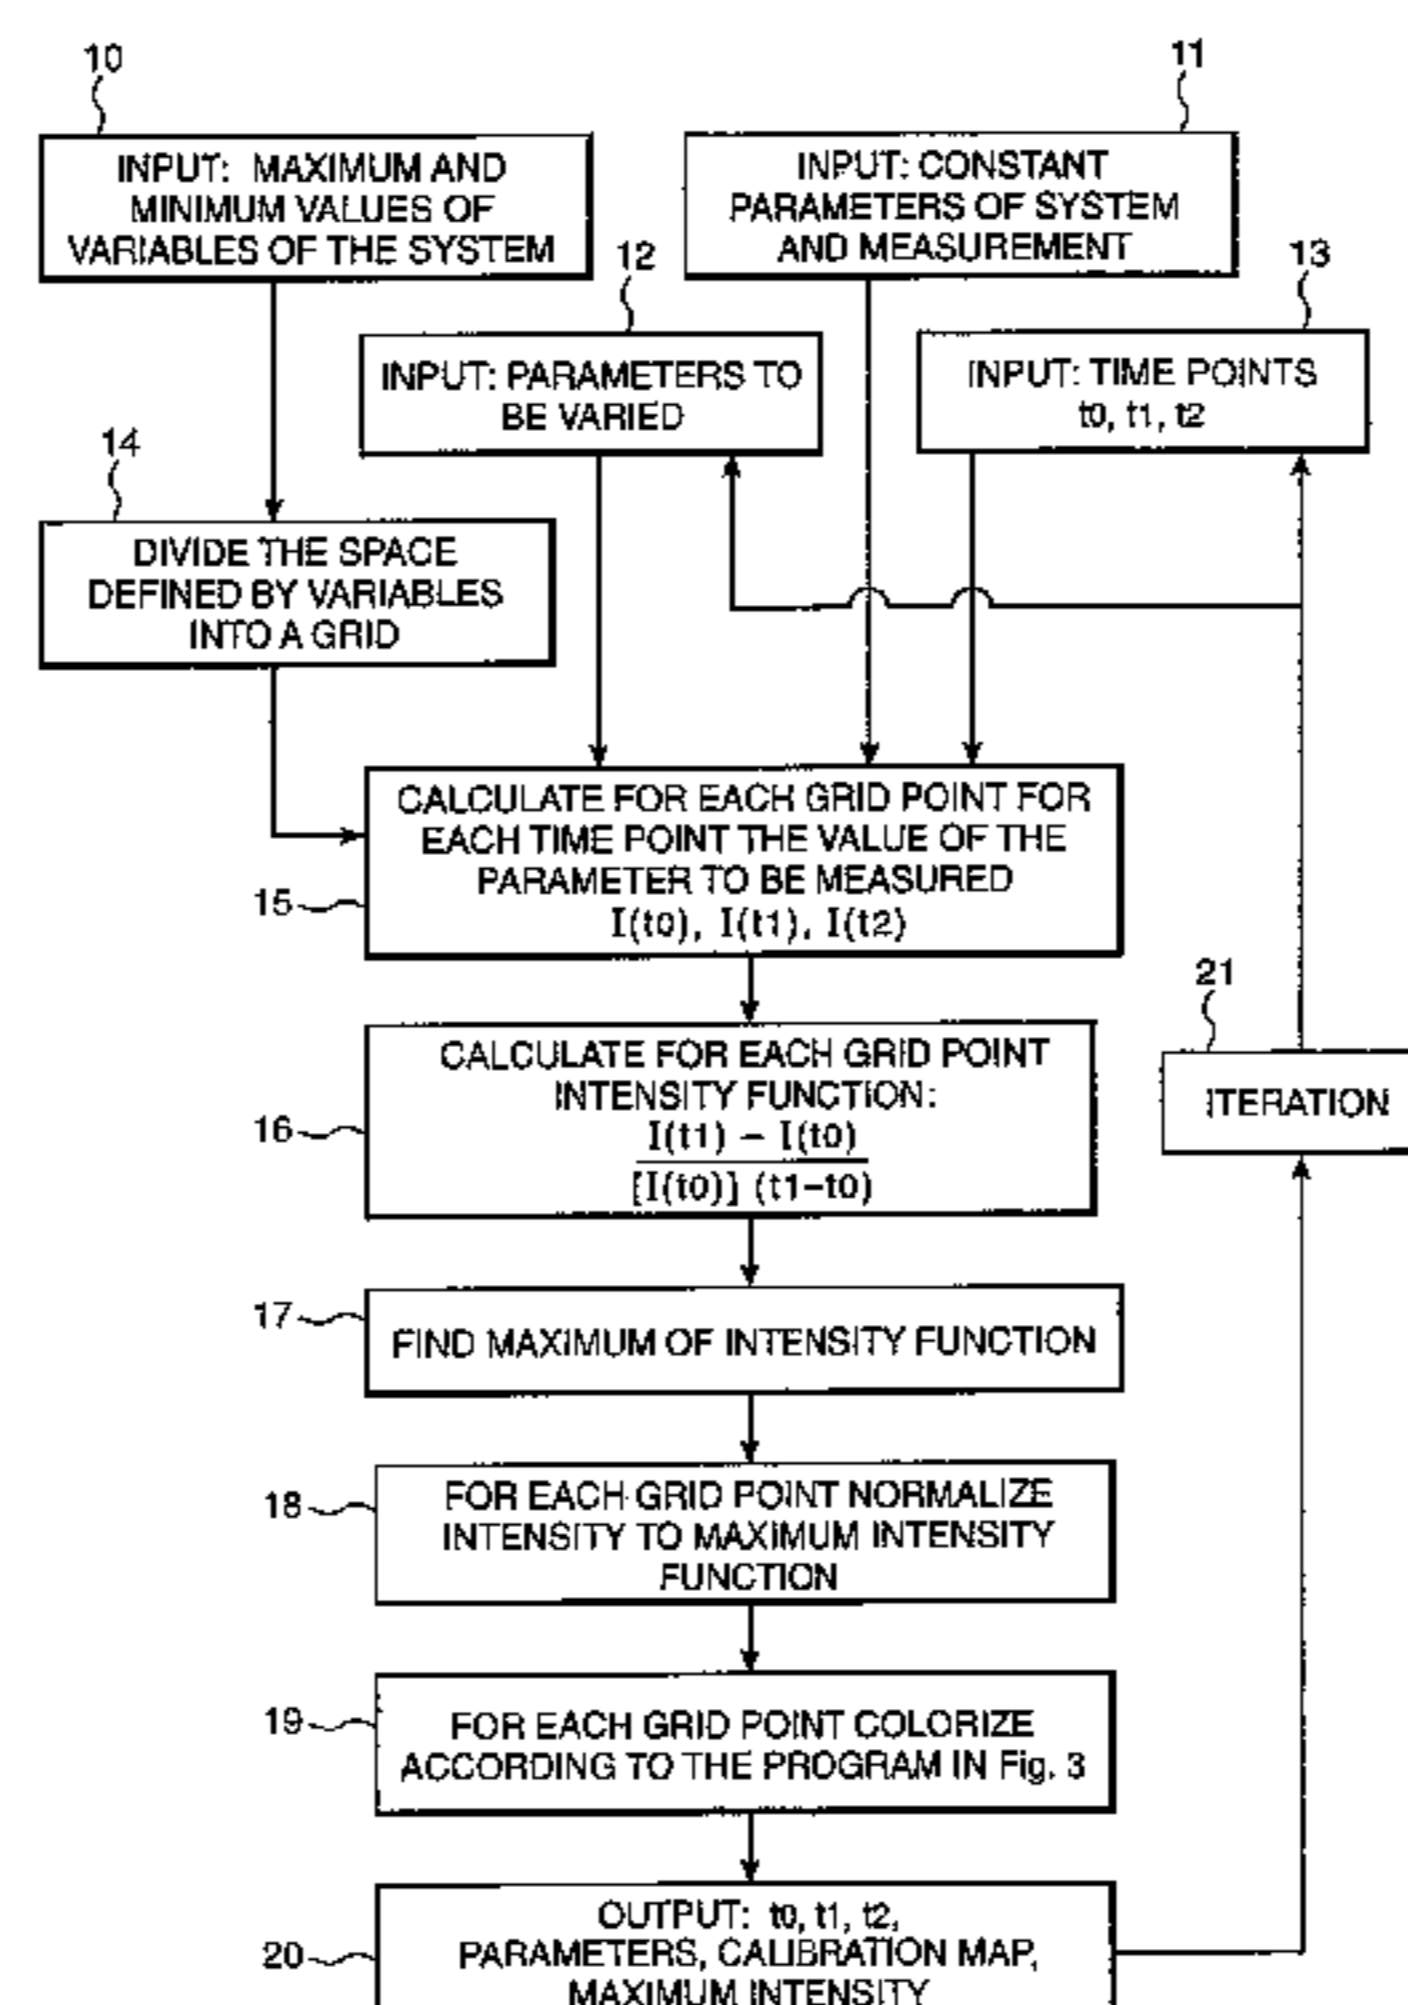 10
INPUT: MAXIMUM AND
MINIMUM VALUES OF
VARIABLES OF THE SYSTEM
11
INPUT: CONSTANT
PARAMETERS OF SYSTEM
AND MEASUREMENT
12
INPUT: PARAMETERS TO
BE VARIED
13
INPUT: TIME POINTS
t0, t1, t2
14
DIVIDE THE SPACE
DEFINED BY VARIABLES
INTO A GRID
15
CALCULATE FOR EACH GRID POINT FOR
EACH TIME POINT THE VALUE OF THE
PARAMETER TO BE MEASURED
I(t0), I(t1), I(t2)
16
CALCULATE FOR EACH GRID POINT
INTENSITY FUNCTION:
I(t1) – I(t0)
[I(t0)] (t1–t0)
21
ITERATION
17
FIND MAXIMUM OF INTENSITY FUNCTION
18
FOR EACH GRID POINT NORMALIZE
INTENSITY TO MAXIMUM INTENSITY
FUNCTION
19
FOR EACH GRID POINT COLORIZE
ACCORDING TO THE PROGRAM IN Fig. 3
20
OUTPUT: t0, t1, t2,
PARAMETERS, CALIBRATION MAP,
MAXIMUM INTENSITY